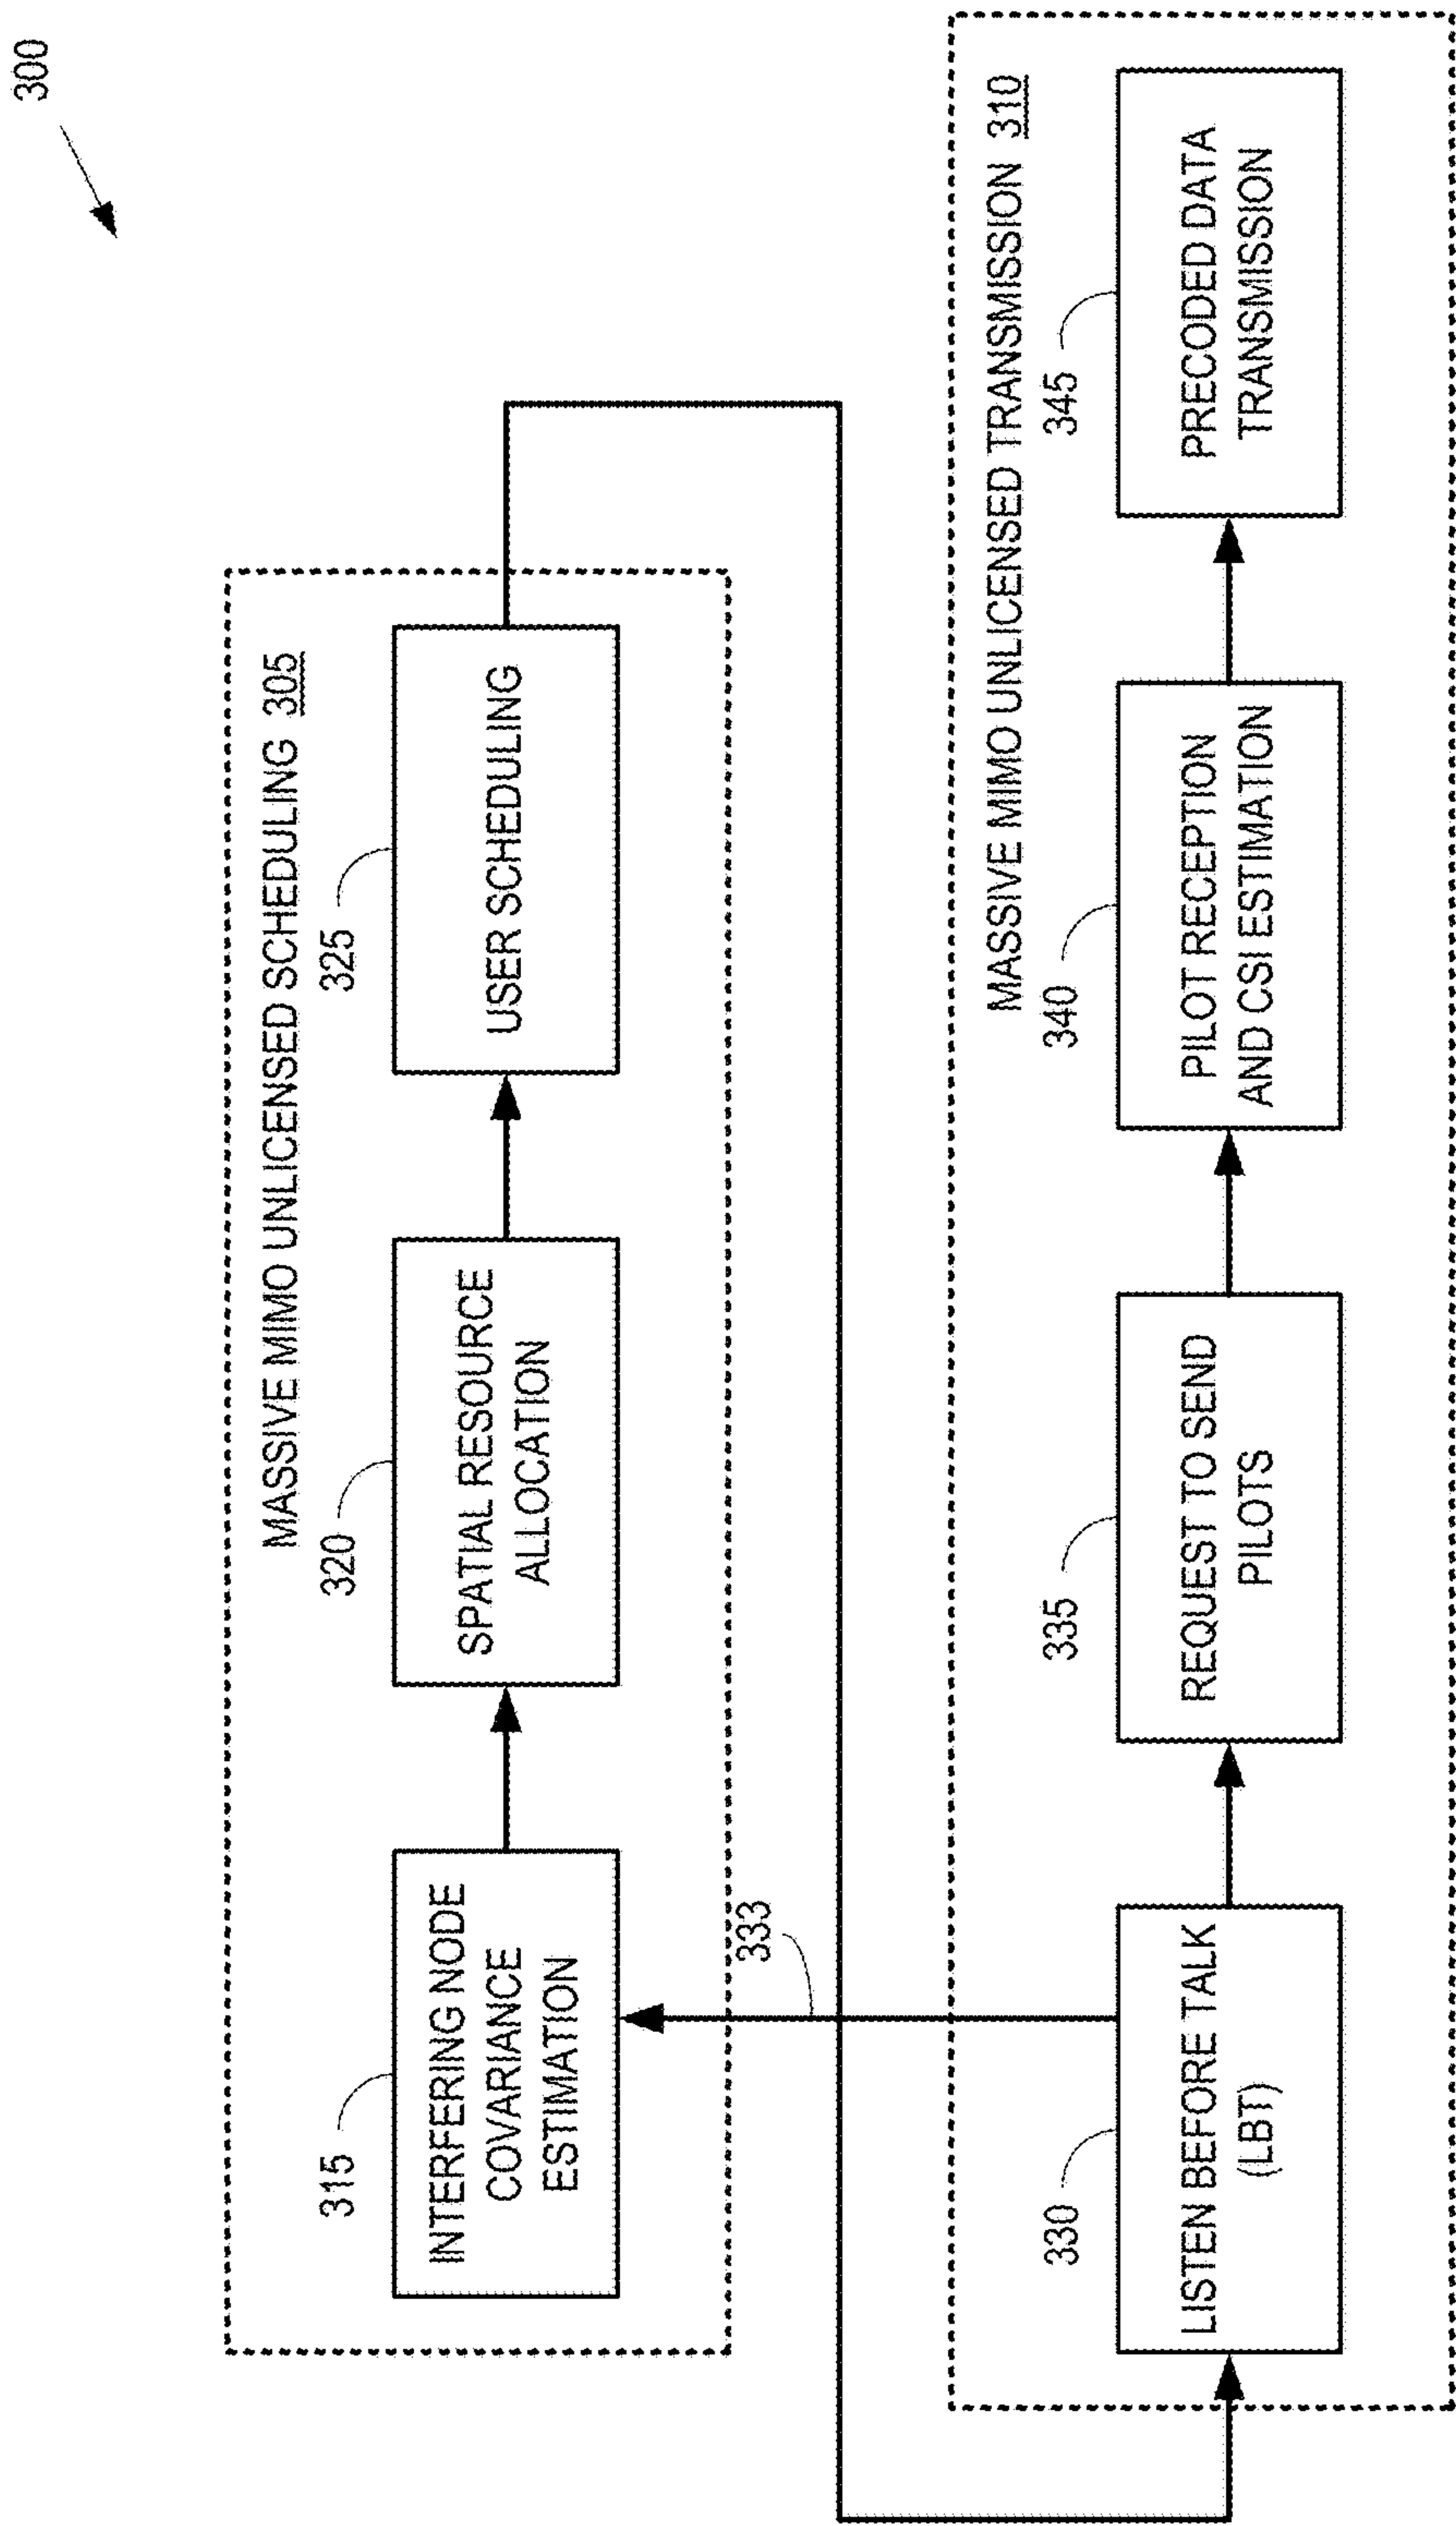 300
MASSIVE MIMO UNLICENSED SCHEDULING 305
315
INTERFERING NODE
COVARIANCE
ESTIMATION
320
SPATIAL RESOURCE
ALLOCATION
325
USER SCHEDULING
333
MASSIVE MIMO UNLICENSED TRANSMISSION 310
330
LISTEN BEFORE TALK
(LBT)
335
REQUEST TO SEND
PILOTS
340
PILOT RECEPTION
AND CSI ESTIMATION
345
PRECODED DATA
TRANSMISSION